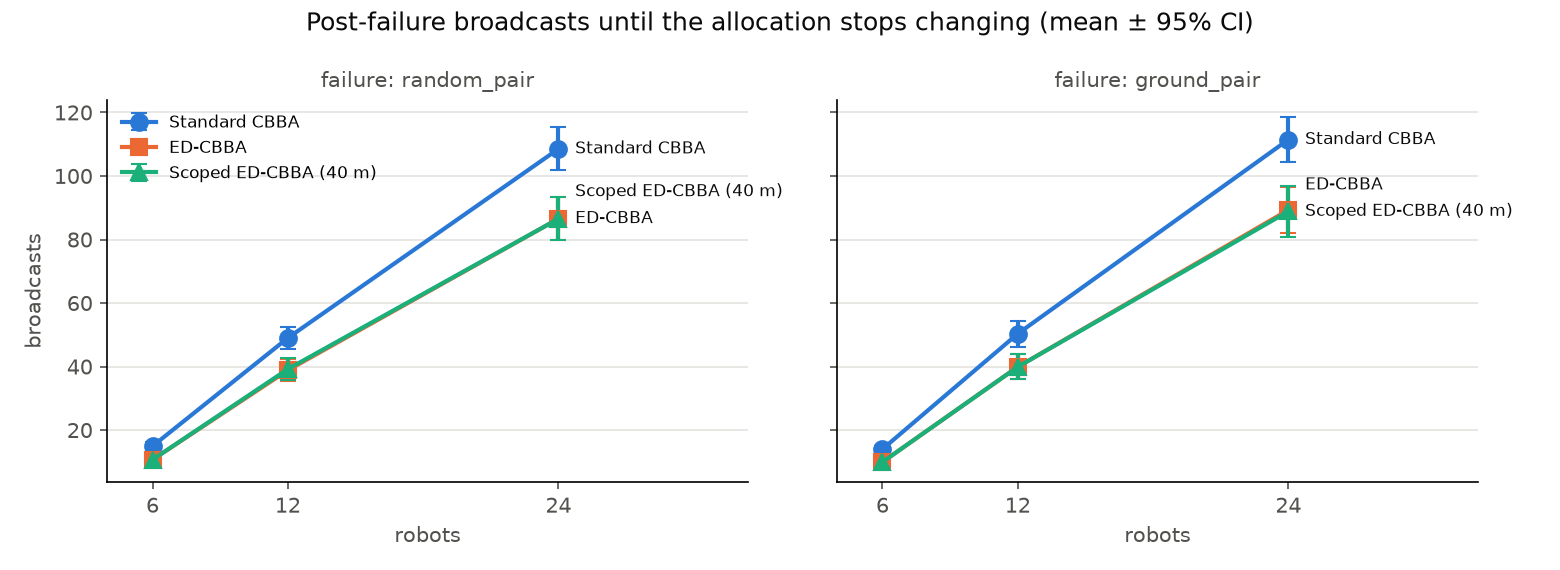 Post-failure broadcasts until the allocation stops changing (mean ± 95% CI)
failure: random_pair
failure: ground_pair
broadcasts
120
100
80
60
40
20
Standard CBBA
ED-CBBA
Scoped ED-CBBA (40 m)
Standard CBBA
Scoped ED-CBBA (40 m)
ED-CBBA
6
12
24
robots
Standard CBBA
ED-CBBA
Scoped ED-CBBA (40 m)
6
12
24
robots